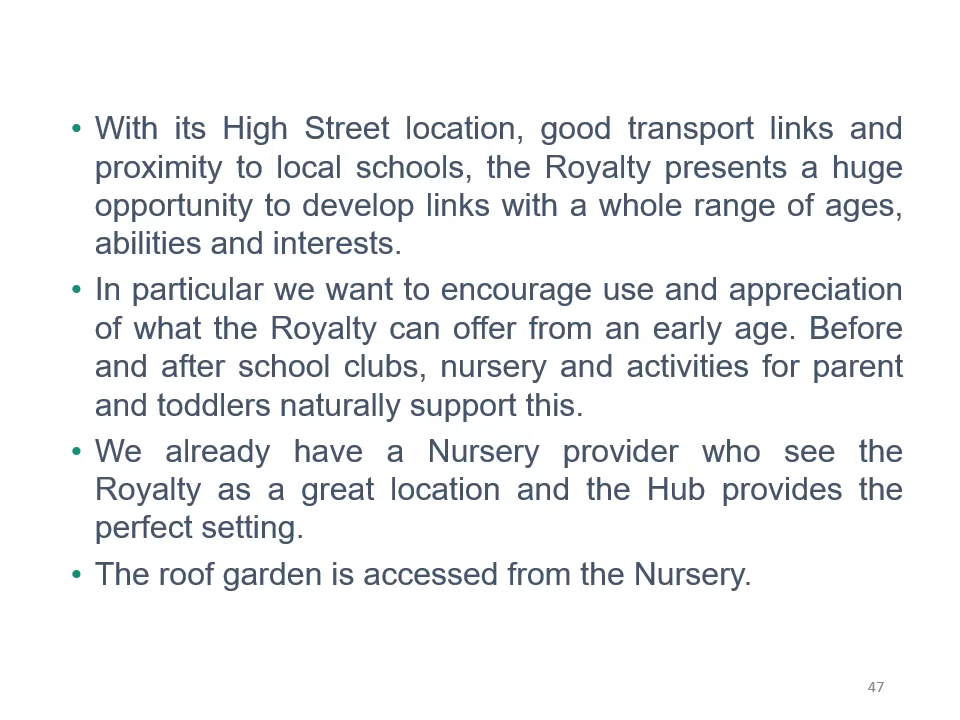 • With its High Street location, good transport links and
proximity to local schools, the Royalty presents a huge
opportunity to develop links with a whole range of ages,
abilities and interests.
• In particular we want to encourage use and appreciation
of what the Royalty can offer from an early age. Before
and after school clubs, nursery and activities for parent
and toddlers naturally support this.
• We already have a Nursery provider who see the
Royalty as a great location and the Hub provides the
perfect setting.
• The roof garden is accessed from the Nursery.
47